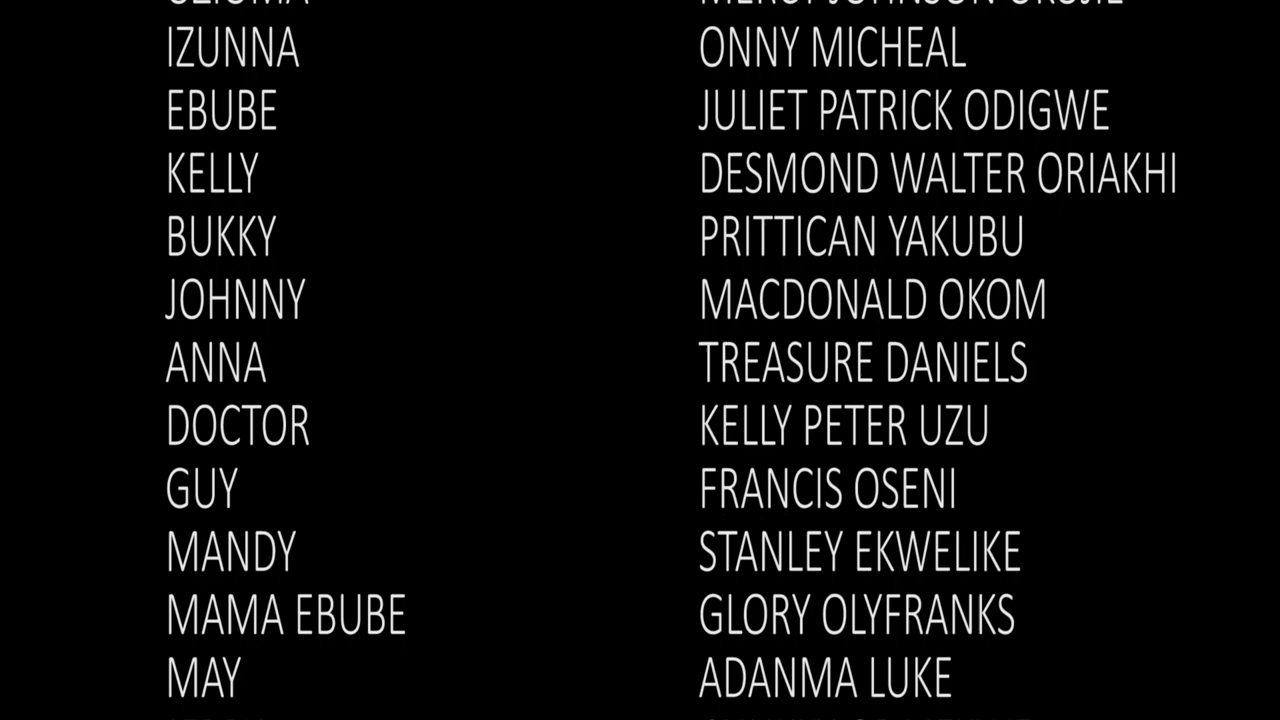 IZUNNA ONNY MICHEAL
EBUBE JULIET PATRICK ODIGWE
KELLY DESMOND WALTER ORIAKHI
BUKKY PRITTICAN YAKUBU
JOHNNY MACDONALD OKOM
ANNA TREASURE DANIELS
DOCTOR KELLY PETER UZU
GUY FRANCIS OSENI
MANDY STANLEY EKWELIKE
MAMA EBUBE GLORY OLYFRANKS
MAY ADANMA LUKE